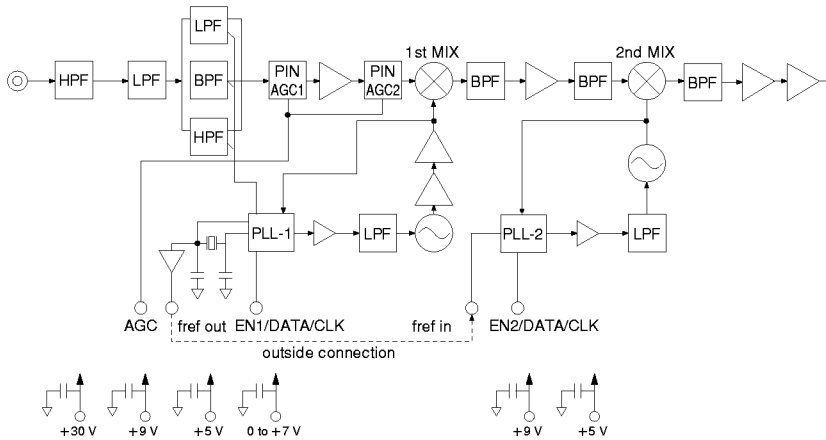 LPF
1st MIX
2nd MIX
HPF
LPF
BPF
PIN
AGC1
PIN
AGC2
BPF
BPF
BPF
HPF
PLL-1
LPF
PLL-2
LPF
AGC
fref out
EN1/DATA/CLK
fref in
EN2/DATA/CLK
outside connection
+30 V
+9 V
+5 V
0 to +7 V
+9 V
+5 V